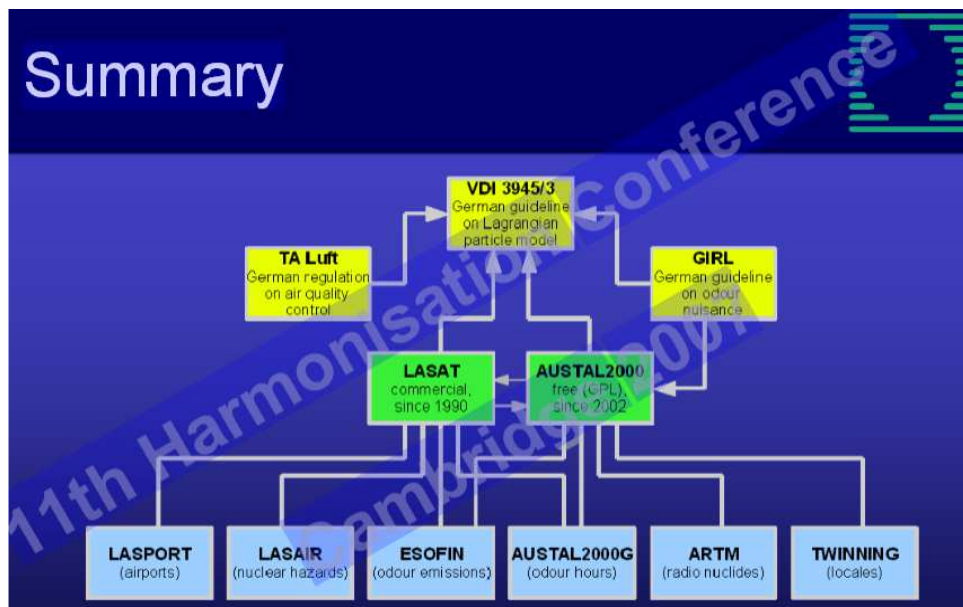 Summary
VDI 3945/3
German guideline
on Lagrangian
particle model
TA Luft
German regulation
on air quality
control
GIRL
German guideline
on odour
nuisance
LASAT
commercial,
since 1990
AUSTAL2000
free (GPL),
since 2002
LASPORT
(airports)
LASAIR
(nuclear hazards)
ESOFIN
(odour emissions)
AUSTAL2000G
(odour hours)
ARTM
(radio nuclides)
TWINNING
(locales)
11th Harmonisation Conference
Cambridge 2007